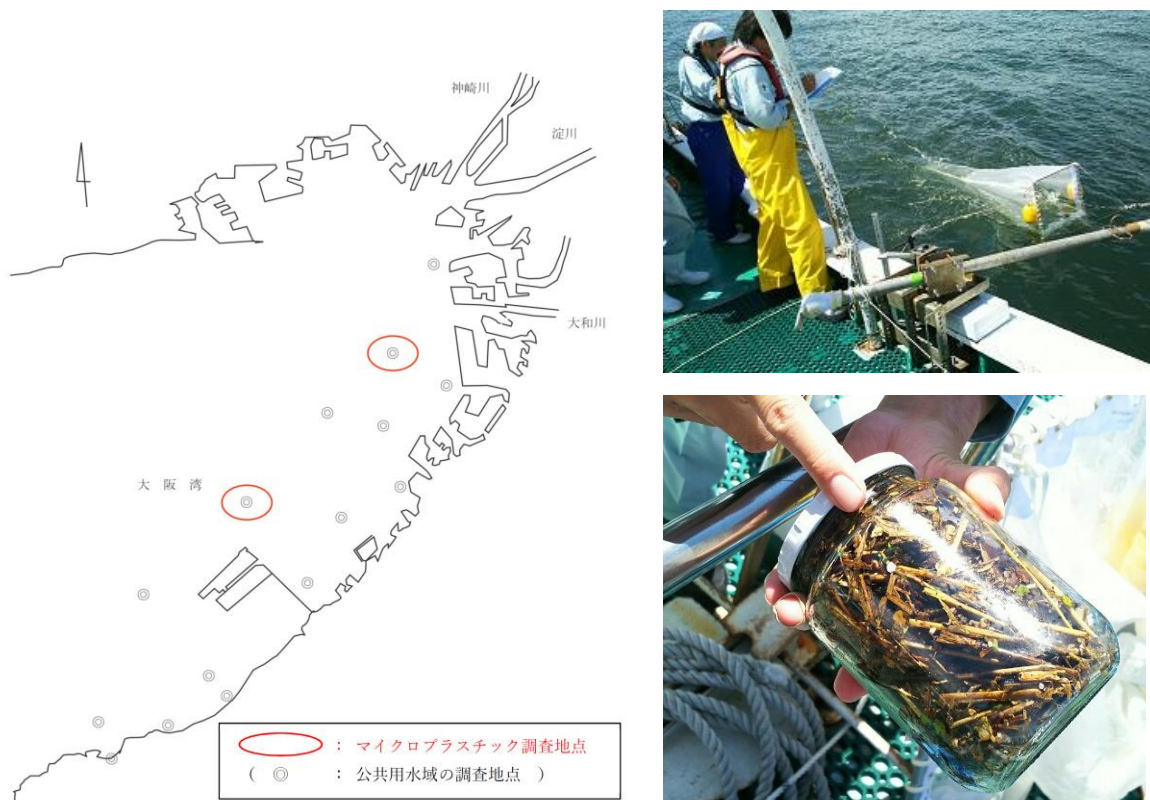 神崎川
淀川
大和川
大 阪 湾
： マイクロプラスチック調査地点
( ◎ ： 公共用水域の調査地点 )